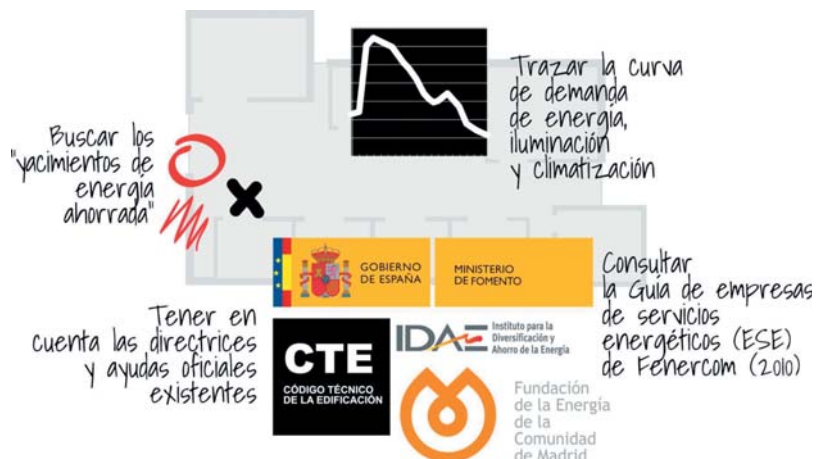 Trazar la curva
de demanda
de energía,
iluminación
y climatización
Buscar los
"yacimientos de
energía
ahorrada"
GOBIERNO
DE ESPAÑA
MINISTERIO
DE FOMENTO
Consultar
la Guía de empresas
de servicios
energéticos (ESE)
de Fenercom (2010)
Tener en
cuenta las directrices
y ayudas oficiales
existentes
CTE
CÓDIGO TÉCNICO
DE LA EDIFICACIÓN
IDAE
Instituto para la
Diversificación y
Ahorro de la Energía
Fundación
de la Energía
de la
Comunidad
de Madrid